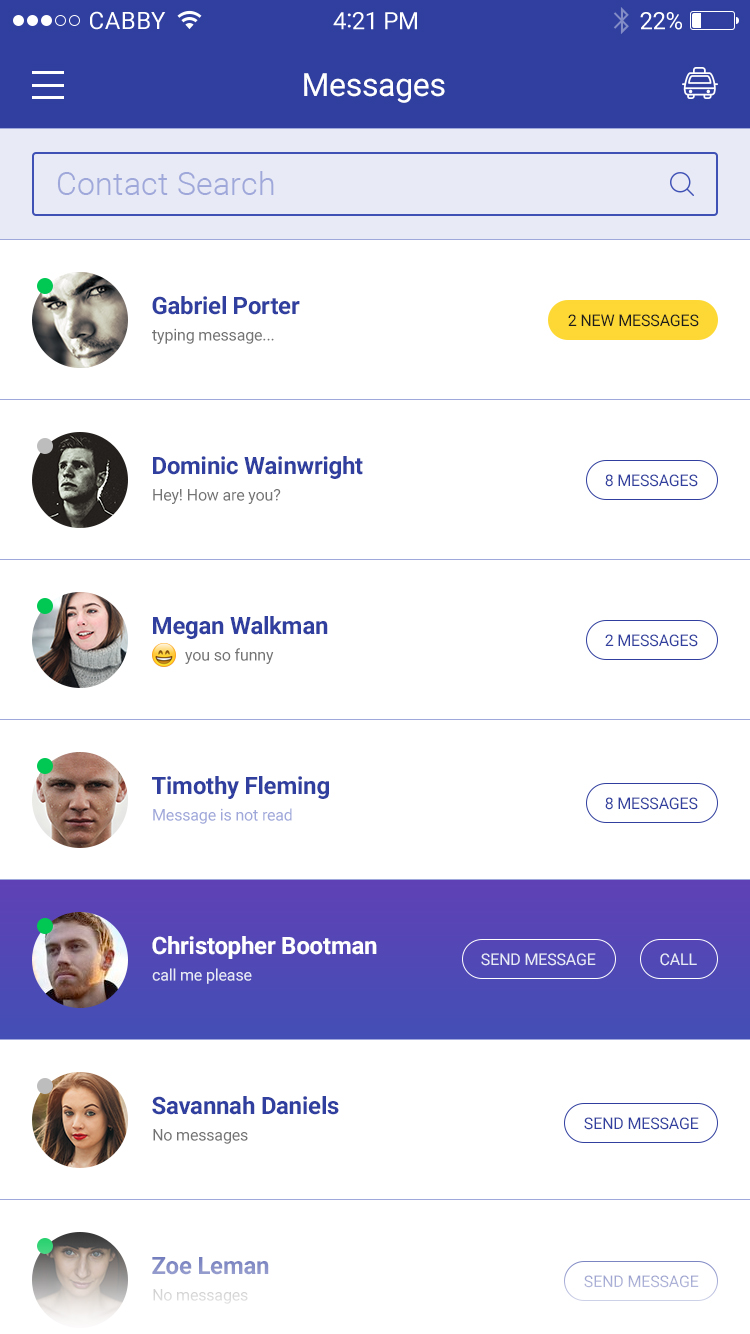 CABBY 4:21 PM 22%
Messages
Contact Search
Gabriel Porter
typing message...
2 NEW MESSAGES
Dominic Wainwright
Hey! How are you?
8 MESSAGES
Megan Walkman
😄 you so funny
2 MESSAGES
Timothy Fleming
Message is not read
8 MESSAGES
Christopher Bootman
call me please
SEND MESSAGE
CALL
Savannah Daniels
No messages
SEND MESSAGE
Zoe Leman
No messages
SEND MESSAGE